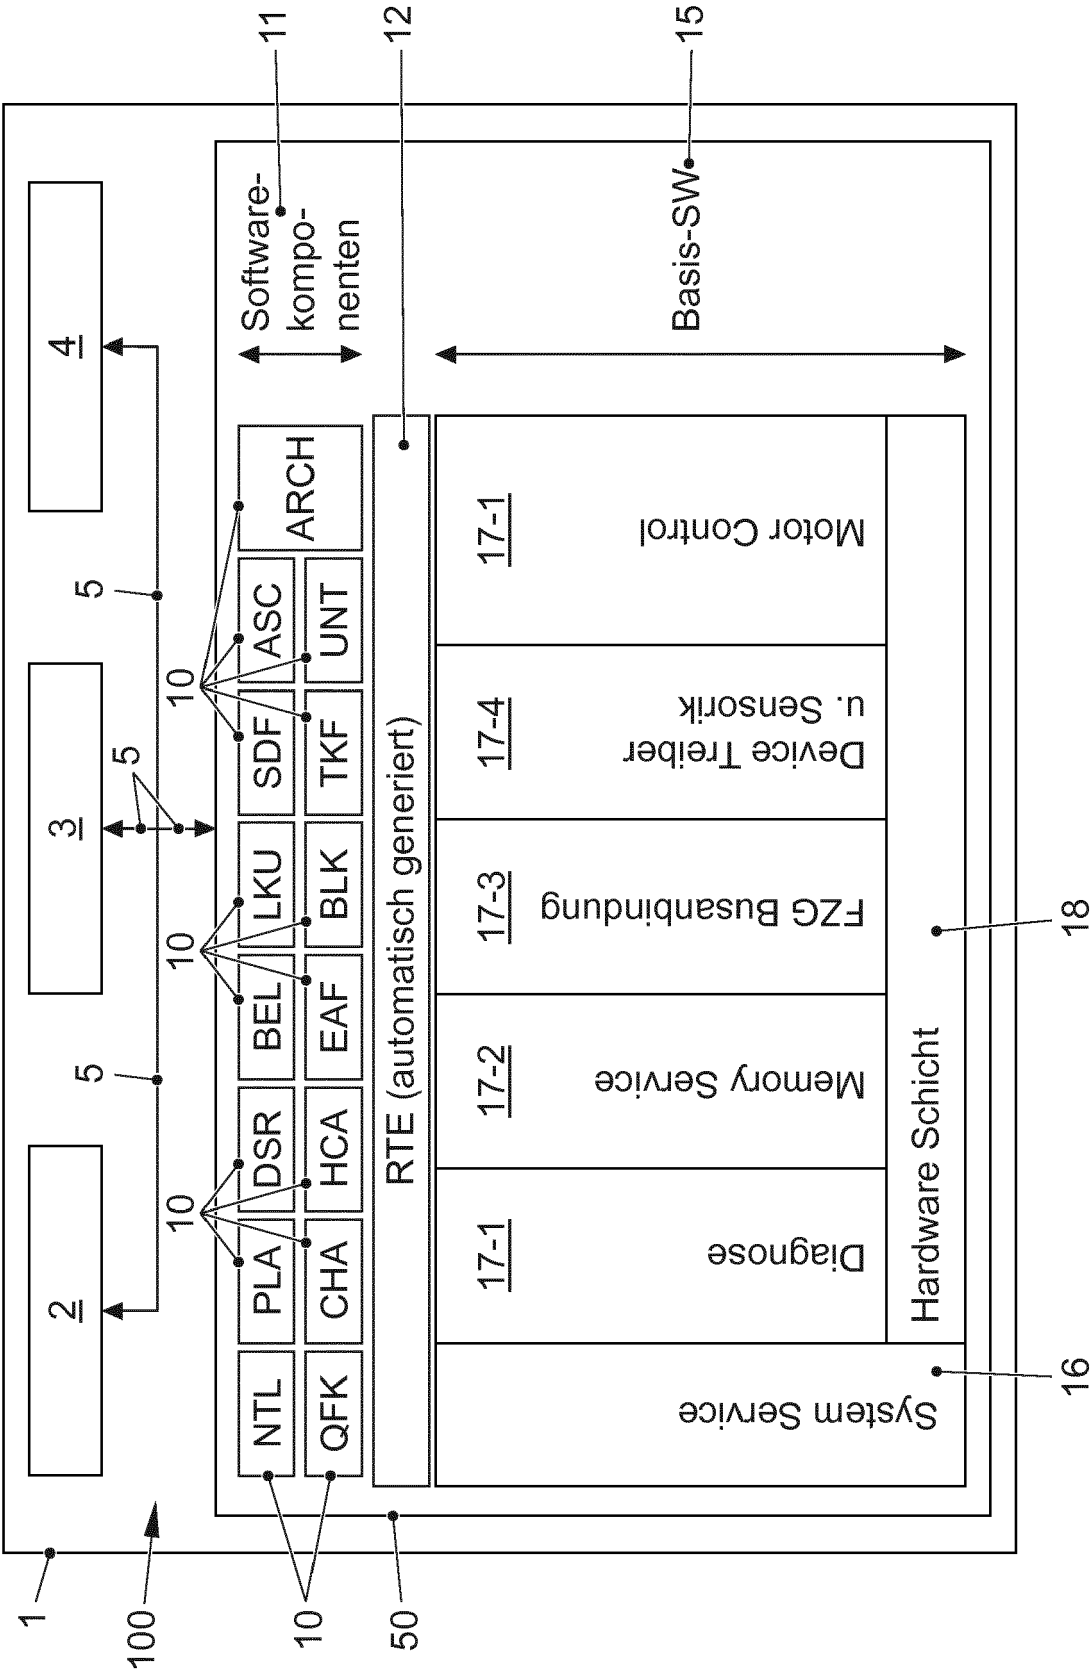 1
100
2
3
4
5
5
5
10
10
10
NTL
PLA
DSR
BEL
LKU
SDF
ASC
ARCH
QFK
CHA
HCA
EAF
BLK
TKF
UNT
Software-
kompo-
nenten
11
10
RTE (automatisch generiert)
12
50
System Service
17-1
Diagnose
17-2
Memory Service
17-3
FZG Busanbindung
17-4
Device Treiber
u. Sensorik
17-1
Motor Control
Basis-SW
15
Hardware Schicht
16
18